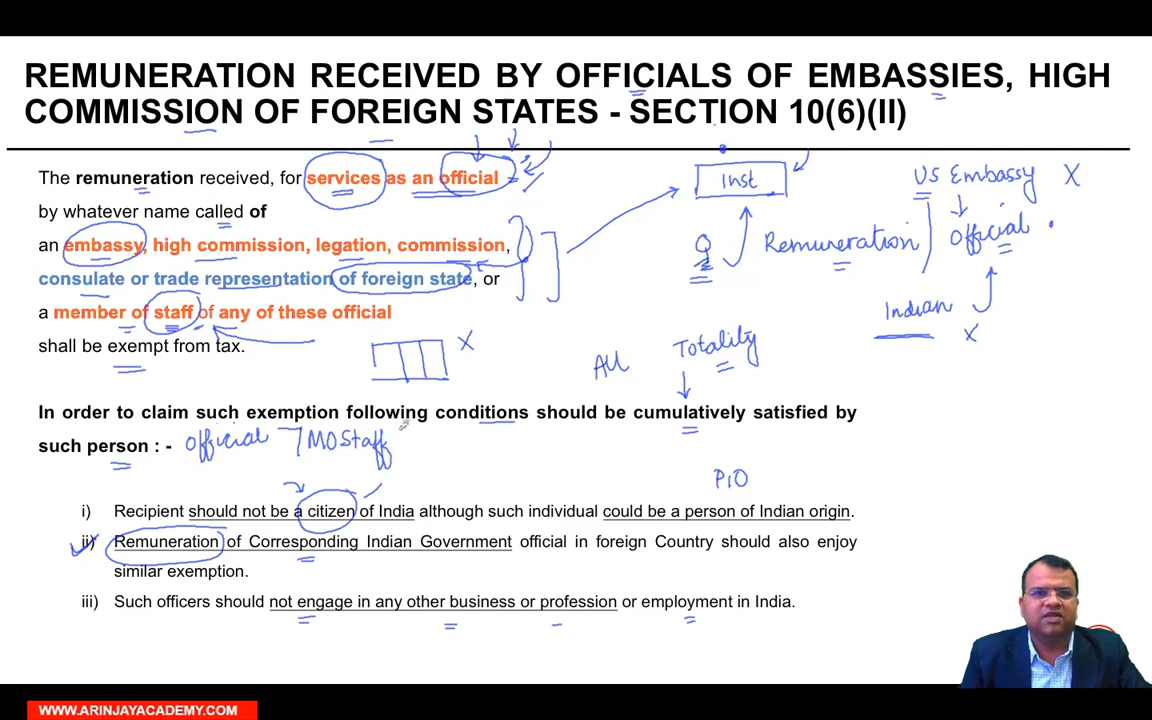 REMUNERATION RECEIVED BY OFFICIALS OF EMBASSIES, HIGH
COMMISSION OF FOREIGN STATES - SECTION 10(6)(II)
The remuneration received, for services as an official
by whatever name called of
an embassy, high commission, legation, commission,
consulate or trade representation of foreign state, or
a member of staff of any of these official
shall be exempt from tax.
Inst
US Embassy X
Remuneration
Official
Indian
X
X
All Totality
In order to claim such exemption following conditions should be cumulatively satisfied by
such person : - official MOStaff
PIO
i) Recipient should not be a citizen of India although such individual could be a person of Indian origin.
ii) Remuneration of Corresponding Indian Government official in foreign Country should also enjoy
similar exemption.
iii) Such officers should not engage in any other business or profession or employment in India.
WWW.ARINJAYACADEMY.COM